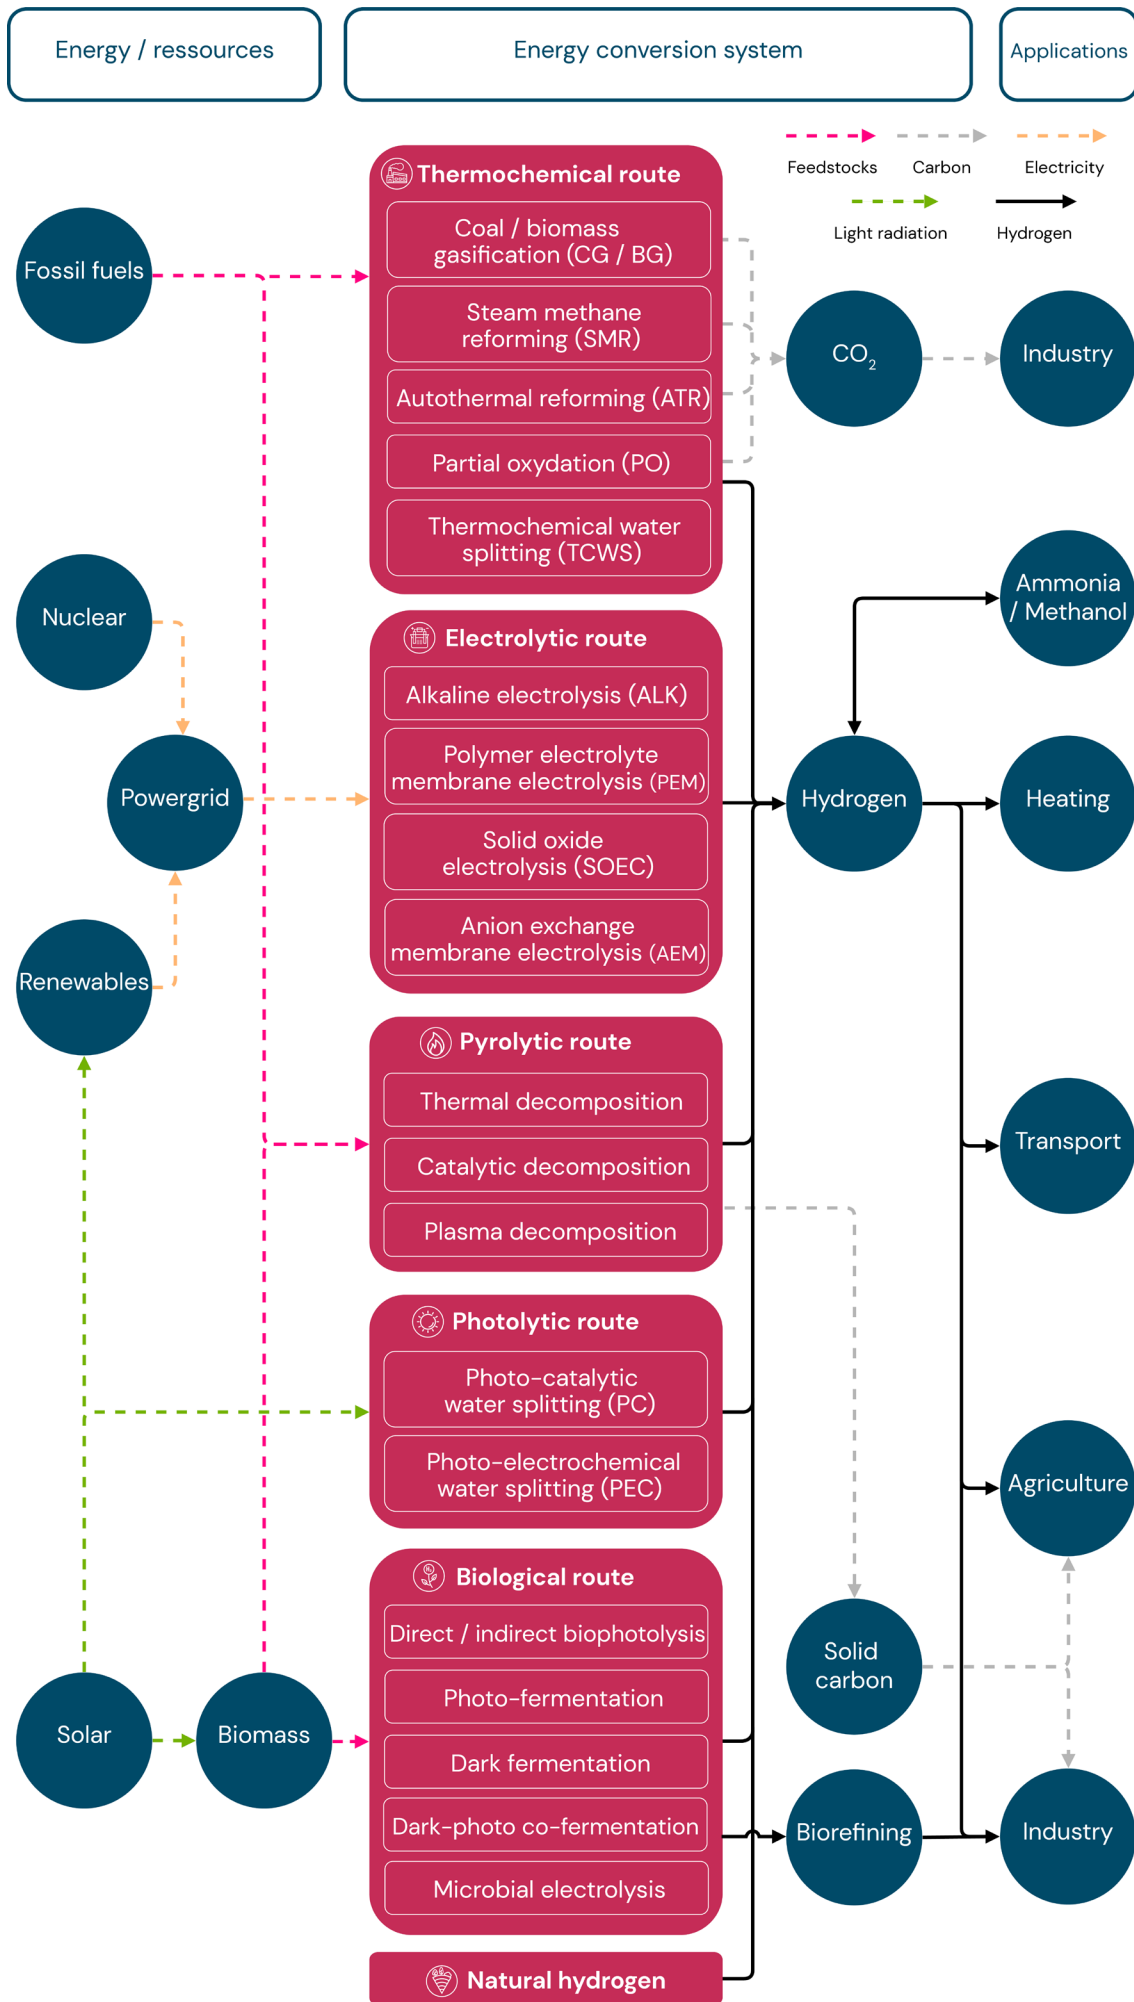 Energy / ressources
Energy conversion system
Applications
Feedstocks
Carbon
Electricity
Light radiation
Hydrogen
Fossil fuels
Nuclear
Powergrid
Renewables
Solar
Biomass
Thermochemical route
Coal / biomass
gasification (CG / BG)
Steam methane
reforming (SMR)
Autothermal reforming (ATR)
Partial oxydation (PO)
Thermochemical water
splitting (TCWS)
Electrolytic route
Alkaline electrolysis (ALK)
Polymer electrolyte
membrane electrolysis (PEM)
Solid oxide
electrolysis (SOEC)
Anion exchange
membrane electrolysis (AEM)
Pyrolytic route
Thermal decomposition
Catalytic decomposition
Plasma decomposition
Photolytic route
Photo-catalytic
water splitting (PC)
Photo-electrochemical
water splitting (PEC)
Biological route
Direct / indirect biophotolysis
Photo-fermentation
Dark fermentation
Dark-photo co-fermentation
Microbial electrolysis
Natural hydrogen
CO₂
Hydrogen
Solid
carbon
Biorefining
Industry
Ammonia
/ Methanol
Heating
Transport
Agriculture
Industry